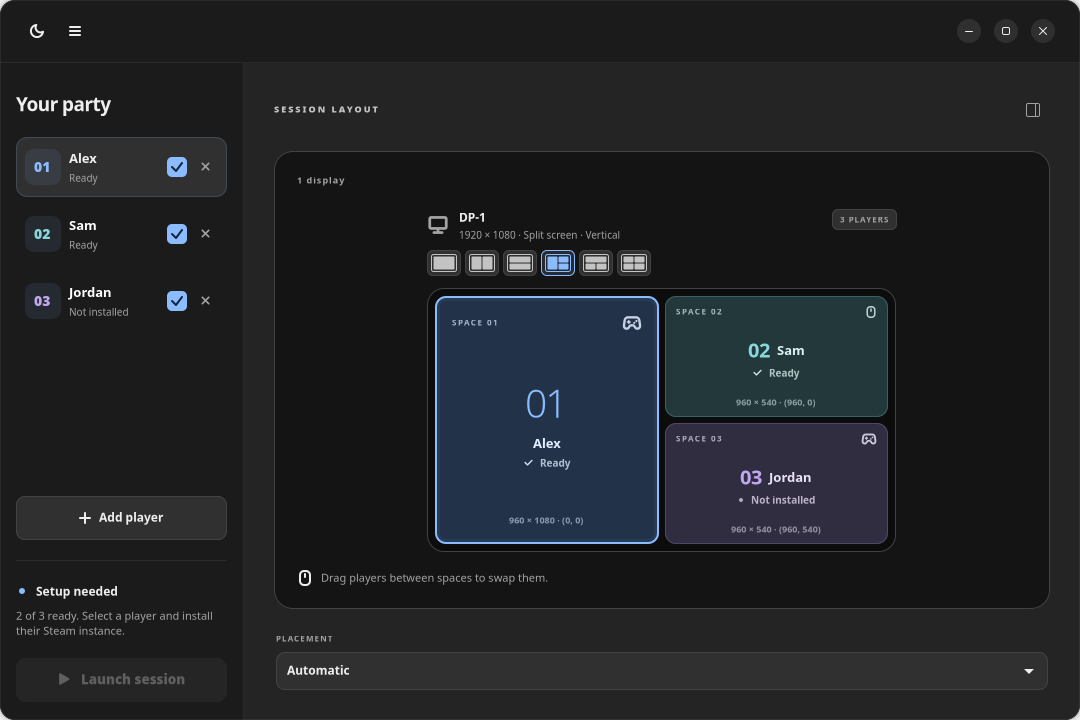 Your party
01
Alex
Ready
02
Sam
Ready
03
Jordan
Not installed
Add player
Setup needed
2 of 3 ready. Select a player and install
their Steam instance.
Launch session
SESSION LAYOUT
1 display
DP-1
1920 × 1080 · Split screen · Vertical
3 PLAYERS
SPACE 01
01
Alex
Ready
960 × 1080 · (0, 0)
SPACE 02
02 Sam
Ready
960 × 540 · (960, 0)
SPACE 03
03 Jordan
Not installed
960 × 540 · (960, 540)
Drag players between spaces to swap them.
PLACEMENT
Automatic